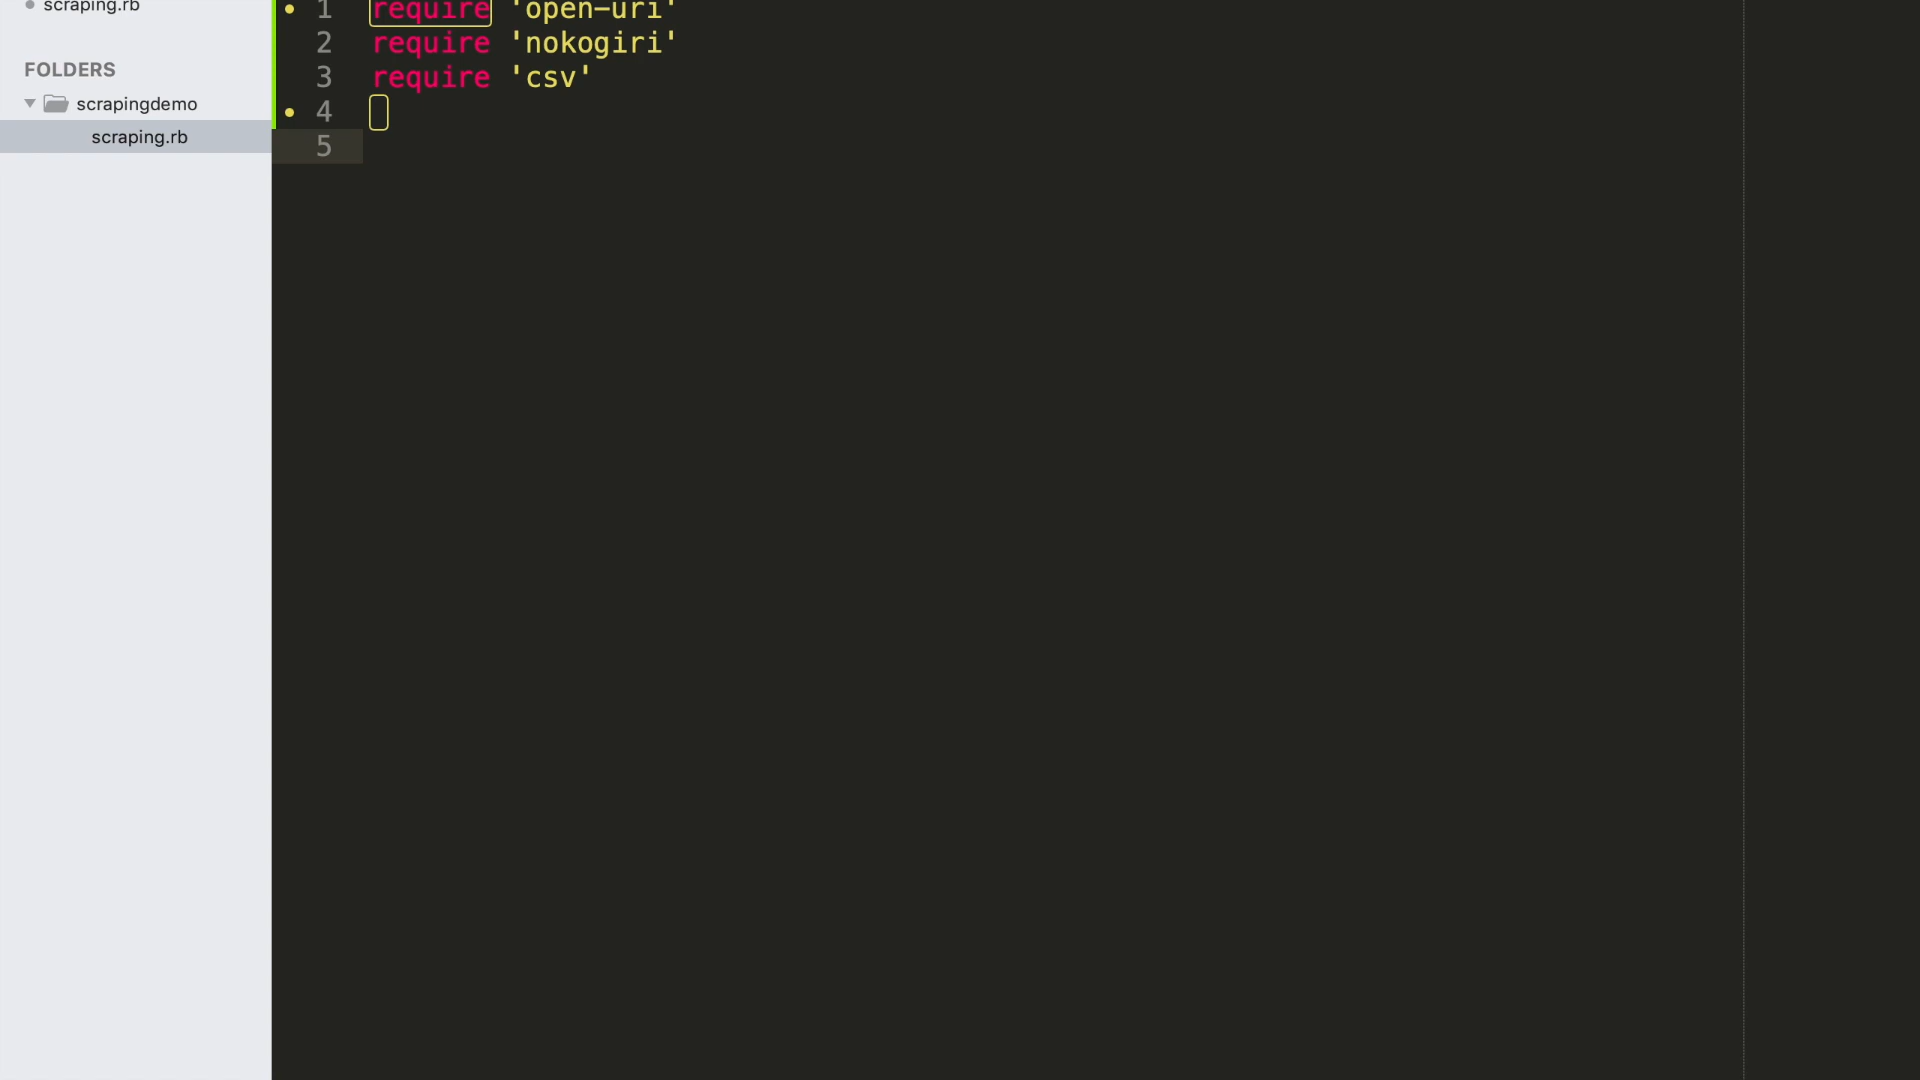 scraping.rb
FOLDERS
scrapingdemo
scraping.rb
1 require 'open-uri'
2 require 'nokogiri'
3 require 'csv'
4
5